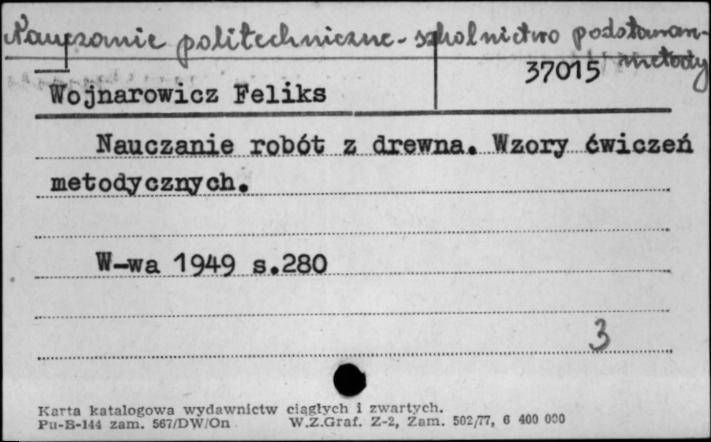 Nauczanie politechniczne - szkolnictwo podstawow.-
metody
37015
Wojnarowicz Feliks
Nauczanie robót z drewna. Wzory ćwiczeń
metodycznych.
W-wa 1949 s.280
3
Karta katalogowa wydawnictw ciągłych i zwartych.
Pu-B-144 zam. 567/DW/On W.Z.Graf. Z-2, Zam. 502/77, 6 400 000